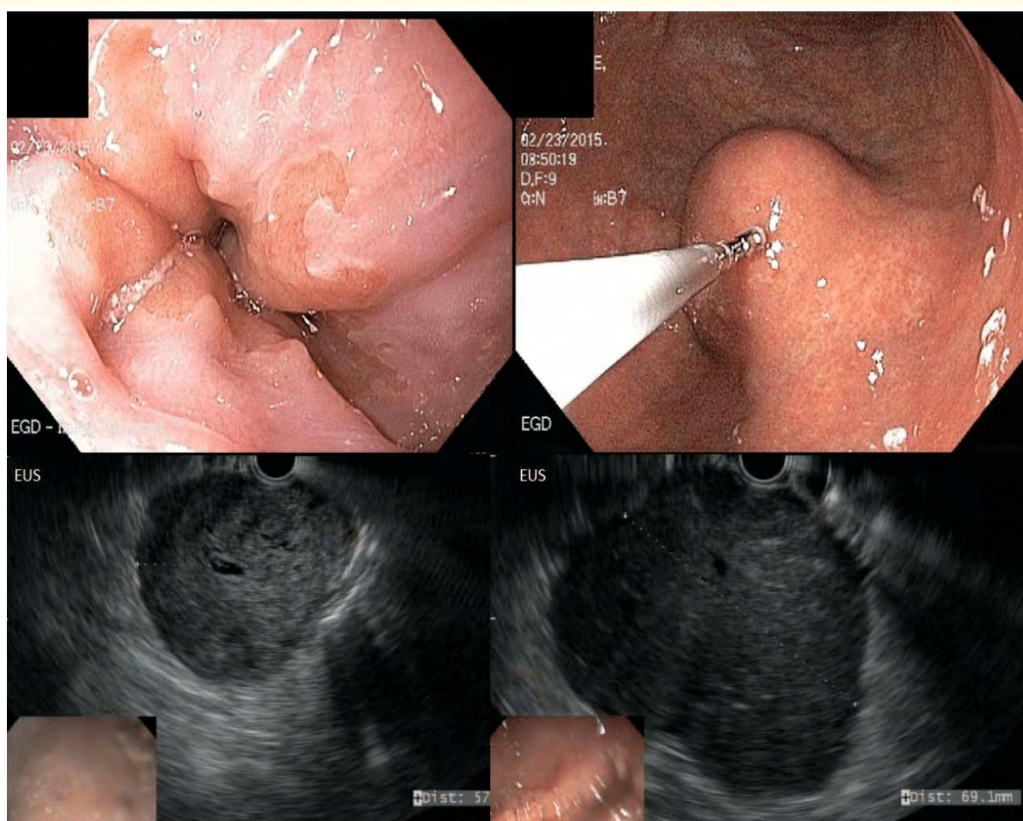 02/23/2015
EGD -
E,
02/23/2015.
08:50:19
D.F:9
Cr:N
:B7
EGD
EUS
Dist: 57
EUS
Dist: 69.1mm